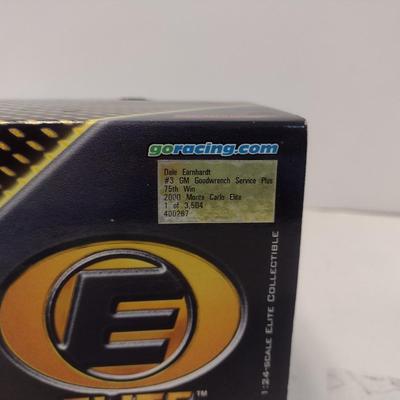 goracing.com
Dale Earnhardt
#3 GM Goodwrench Service Plus
75th Win
2000 Monte Carlo Elite
1 of 3,504
400287
1:24-SCALE ELITE COLLECTIBLE
E
ELITE™